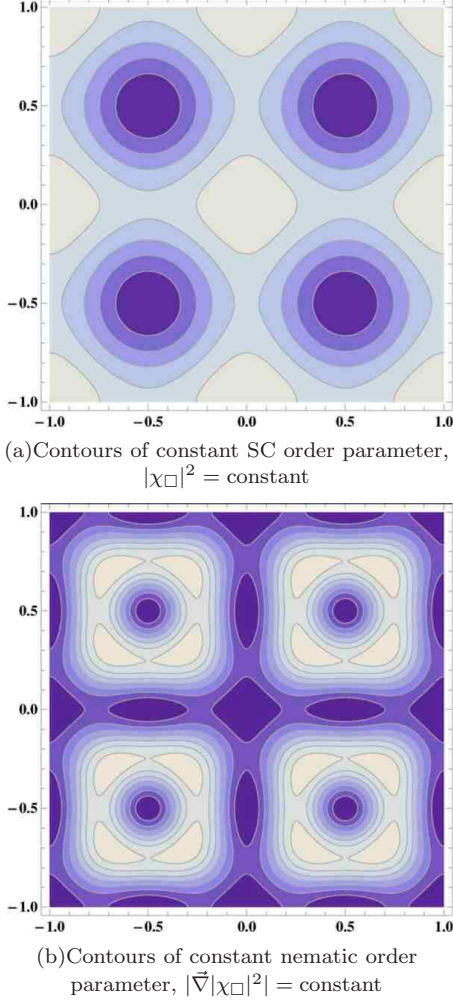 1.0
0.5
0.0
−0.5
−1.0
−1.0 −0.5 0.0 0.5 1.0
(a)Contours of constant SC order parameter,
|χ□|² = constant
1.0
0.5
0.0
−0.5
−1.0
−1.0 −0.5 0.0 0.5 1.0
(b)Contours of constant nematic order
parameter, |∇⃗|χ□|²| = constant